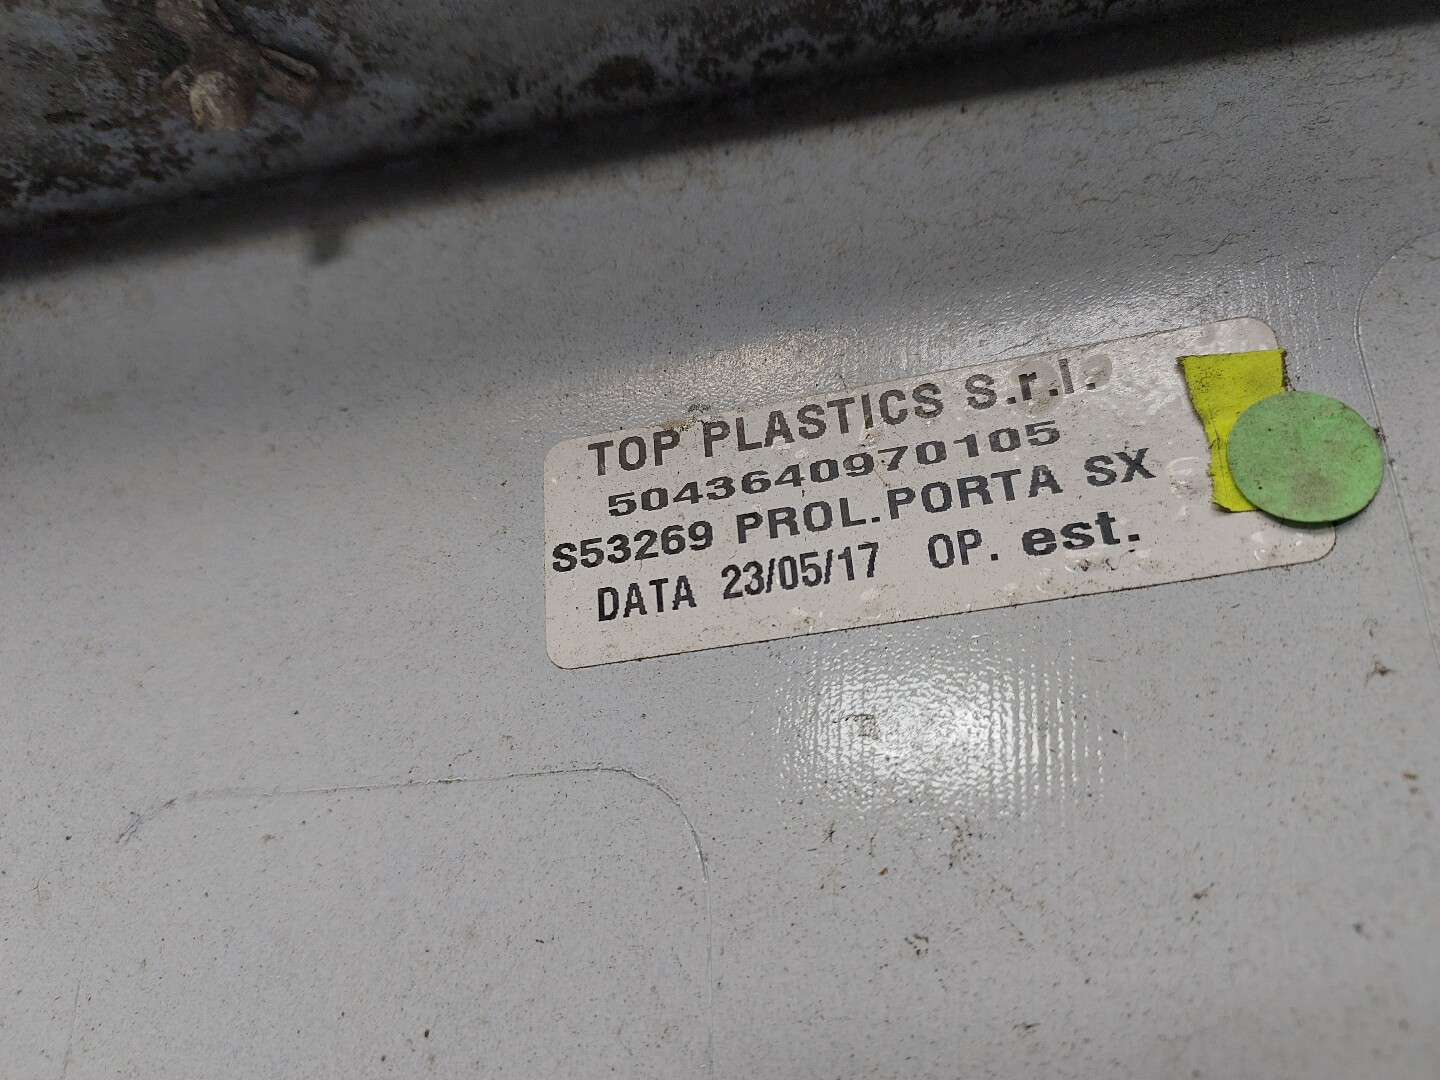 TOP PLASTICS S.r.l.
5043640970105
S53269 PROL.PORTA SX
DATA 23/05/17 OP. est.